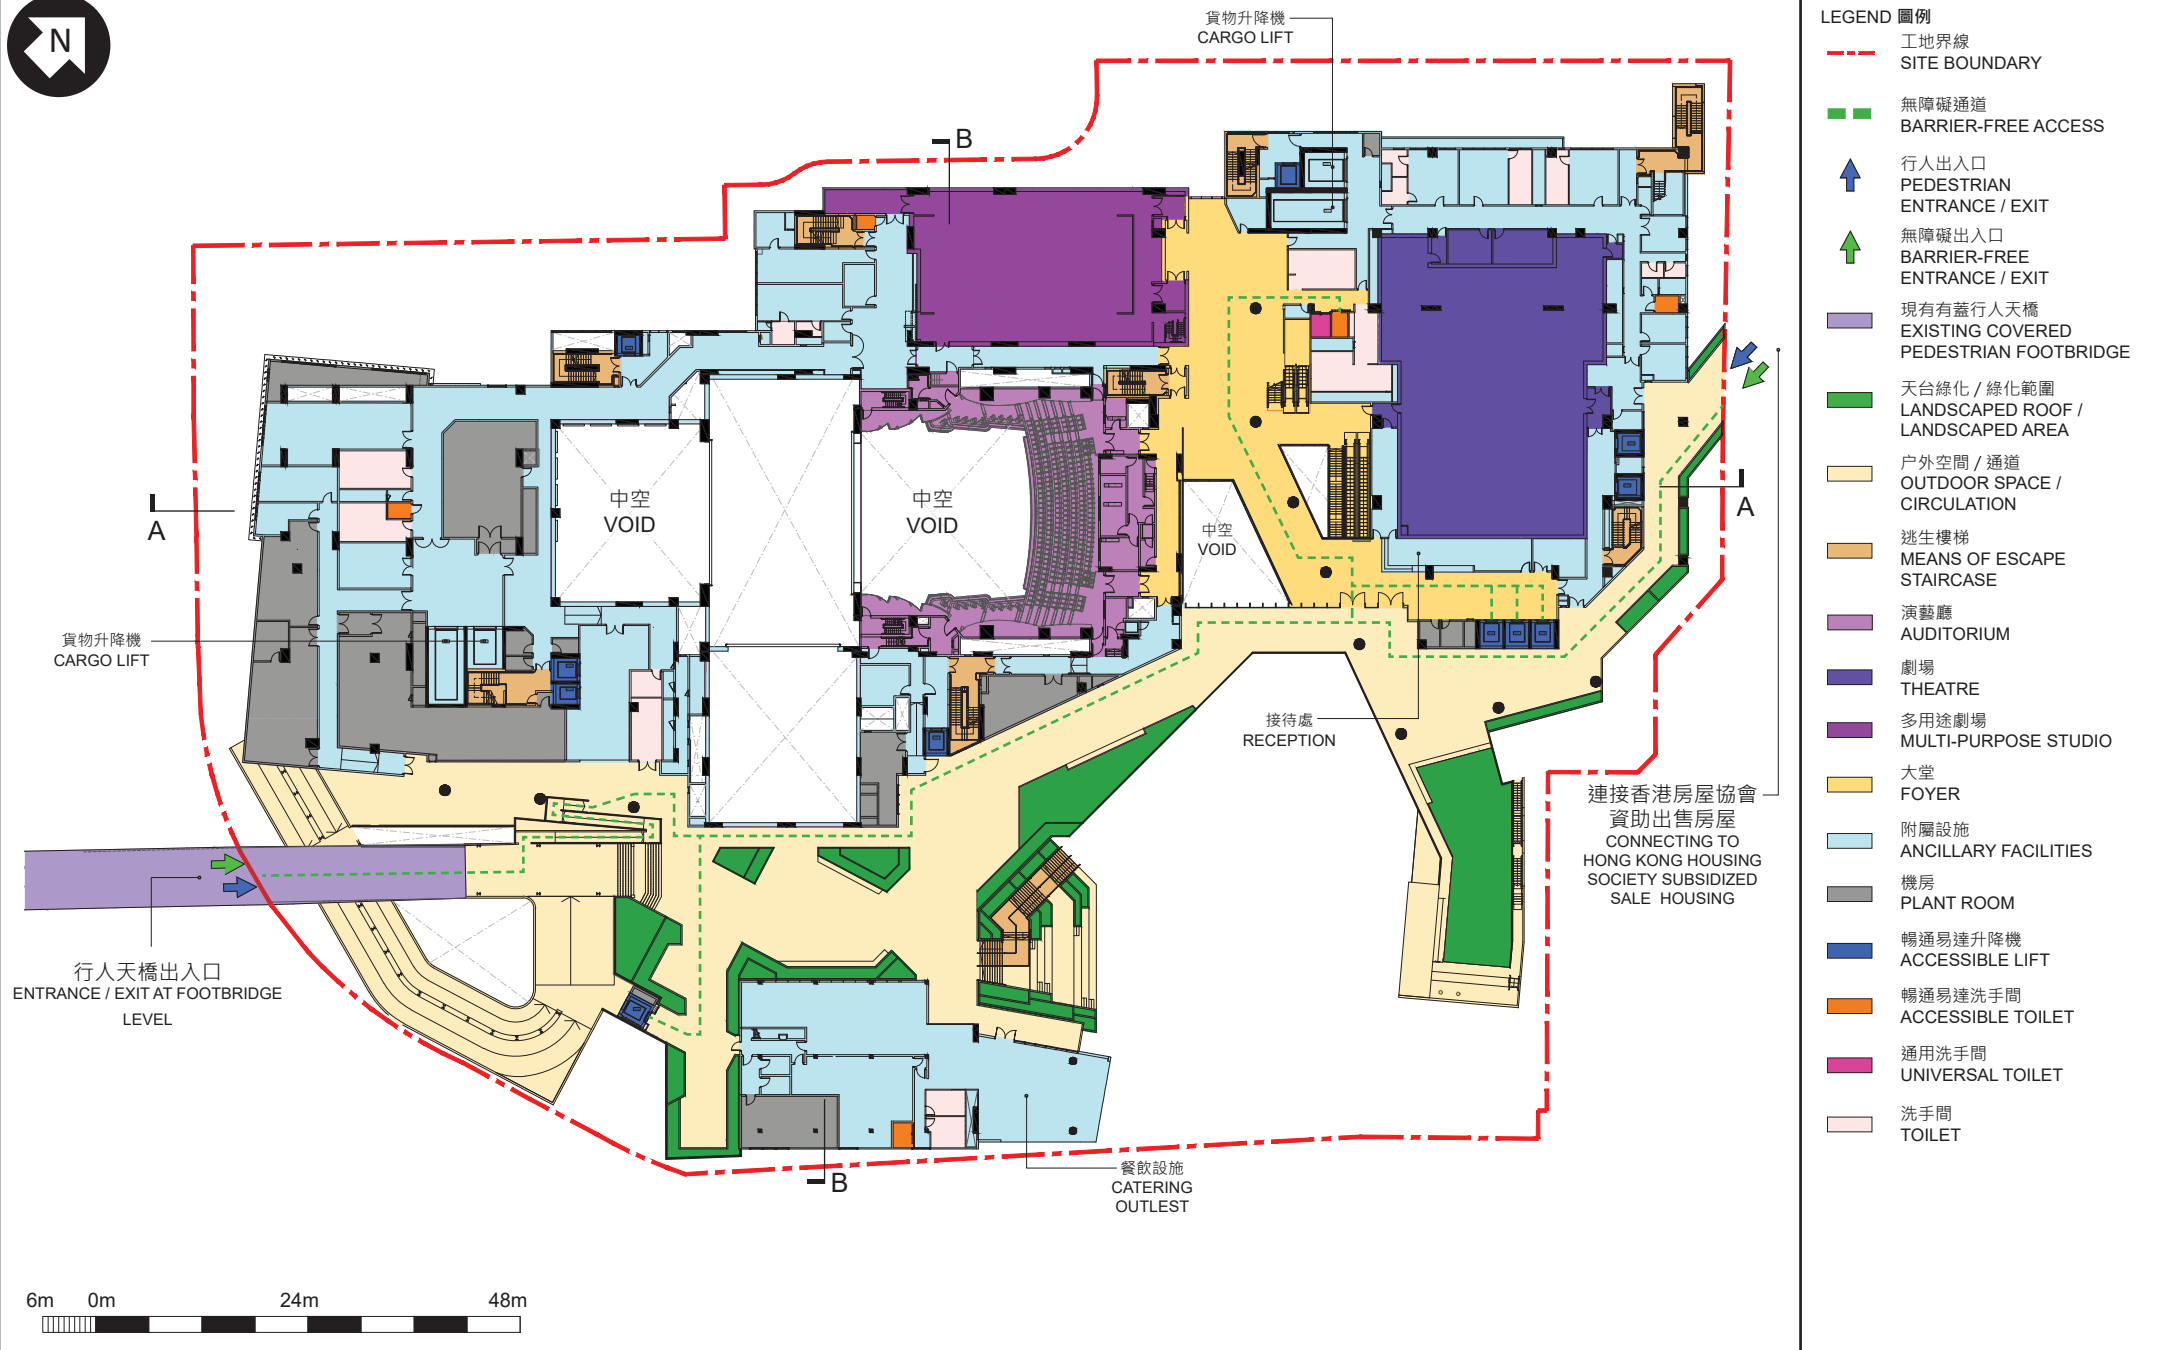 N
貨物升降機
CARGO LIFT
B
A
中空
VOID
中空
VOID
中空
VOID
A
貨物升降機
CARGO LIFT
接待處
RECEPTION
連接香港房屋協會
資助出售房屋
CONNECTING TO
HONG KONG HOUSING
SOCIETY SUBSIDIZED
SALE HOUSING
行人天橋出入口
ENTRANCE / EXIT AT FOOTBRIDGE
LEVEL
B
餐飲設施
CATERING
OUTLEST
6m 0m 24m 48m
LEGEND 圖例
工地界線
SITE BOUNDARY
無障礙通道
BARRIER-FREE ACCESS
行人出入口
PEDESTRIAN
ENTRANCE / EXIT
無障礙出入口
BARRIER-FREE
ENTRANCE / EXIT
現有有蓋行人天橋
EXISTING COVERED
PEDESTRIAN FOOTBRIDGE
天台綠化 / 綠化範圍
LANDSCAPED ROOF /
LANDSCAPED AREA
户外空間 / 通道
OUTDOOR SPACE /
CIRCULATION
逃生樓梯
MEANS OF ESCAPE
STAIRCASE
演藝廳
AUDITORIUM
劇場
THEATRE
多用途劇場
MULTI-PURPOSE STUDIO
大堂
FOYER
附屬設施
ANCILLARY FACILITIES
機房
PLANT ROOM
暢通易達升降機
ACCESSIBLE LIFT
暢通易達洗手間
ACCESSIBLE TOILET
通用洗手間
UNIVERSAL TOILET
洗手間
TOILET